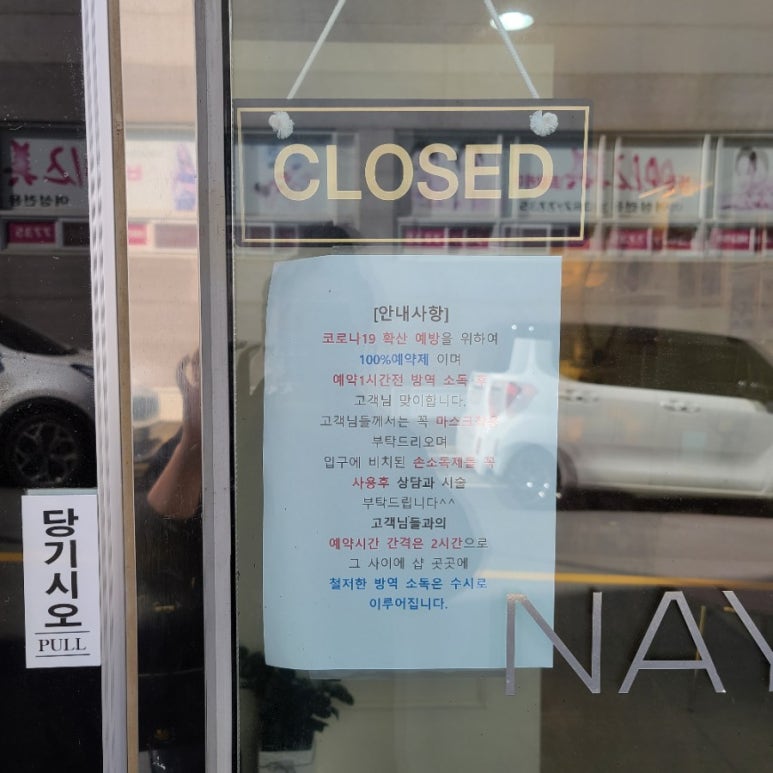 CLOSED
[안내사항]
코로나19 확산 예방을 위하여
100%예약제 이며
예약1시간전 방역 소독 후
고객님 맞이합니다.
고객님들께서는 꼭 마스크착용
부탁드리오며
입구에 비치된 손소독제를 꼭
사용후 상담과 시술
부탁드립니다^^
고객님들과의
예약시간 간격은 2시간으로
그 사이에 샵 곳곳에
철저한 방역 소독은 수시로
이루어집니다.
당기시오
PULL
NAY
여성전용
7735